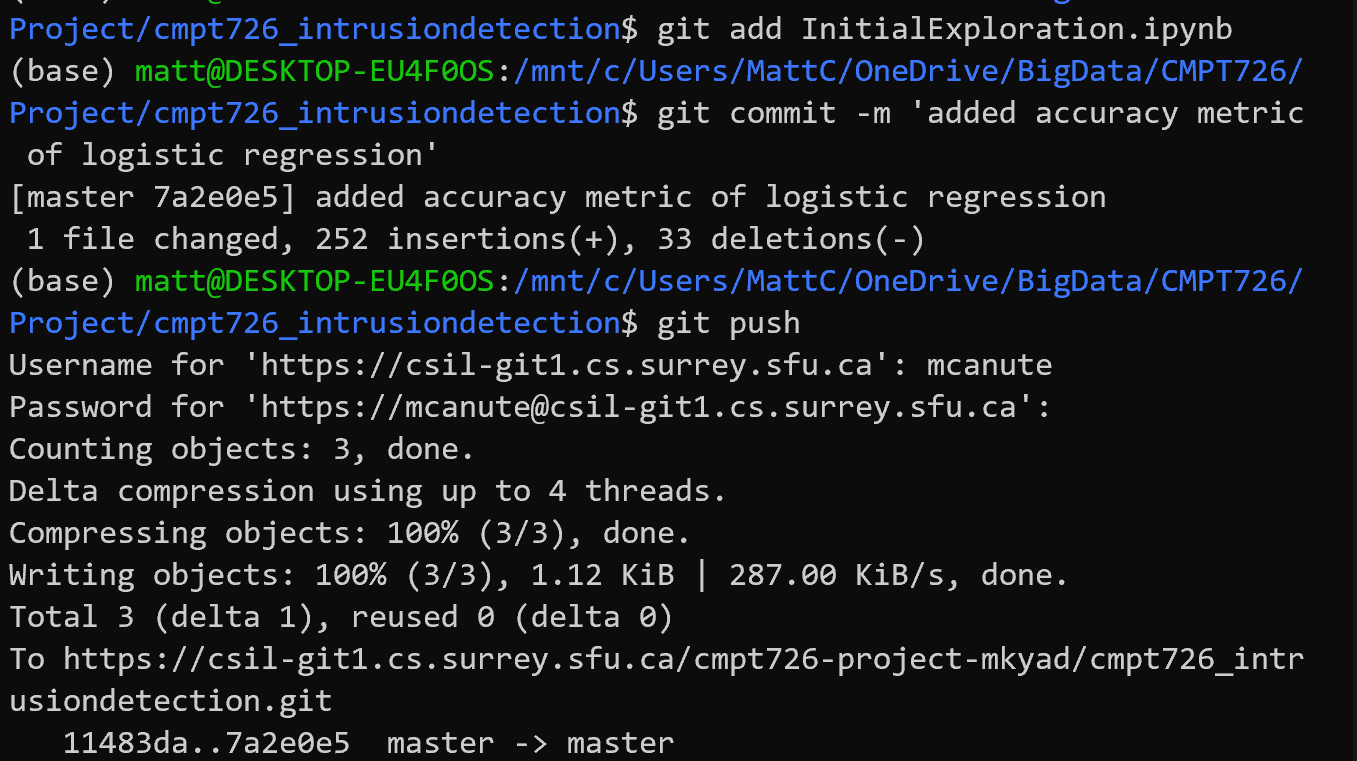 Project/cmpt726_intrusiondetection$ git add InitialExploration.ipynb
(base) matt@DESKTOP-EU4F0OS:/mnt/c/Users/MattC/OneDrive/BigData/CMPT726/
Project/cmpt726_intrusiondetection$ git commit -m 'added accuracy metric
 of logistic regression'
[master 7a2e0e5] added accuracy metric of logistic regression
 1 file changed, 252 insertions(+), 33 deletions(-)
(base) matt@DESKTOP-EU4F0OS:/mnt/c/Users/MattC/OneDrive/BigData/CMPT726/
Project/cmpt726_intrusiondetection$ git push
Username for 'https://csil-git1.cs.surrey.sfu.ca': mcanute
Password for 'https://mcanute@csil-git1.cs.surrey.sfu.ca':
Counting objects: 3, done.
Delta compression using up to 4 threads.
Compressing objects: 100% (3/3), done.
Writing objects: 100% (3/3), 1.12 KiB | 287.00 KiB/s, done.
Total 3 (delta 1), reused 0 (delta 0)
To https://csil-git1.cs.surrey.sfu.ca/cmpt726-project-mkyad/cmpt726_intr
usiondetection.git
   11483da..7a2e0e5  master -> master